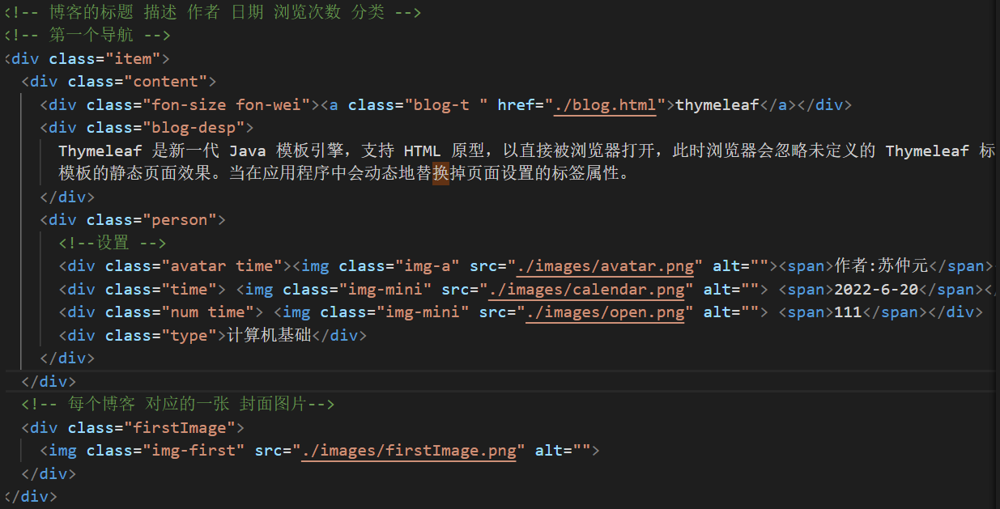 <!-- 博客的标题 描述 作者 日期 浏览次数 分类 -->
<!-- 第一个导航 -->
<div class="item">
<div class="content">
<div class="fon-size fon-wei"><a class="blog-t " href="./blog.html">thymeleaf</a></div>
<div class="blog-desp">
Thymeleaf 是新一代 Java 模板引擎，支持 HTML 原型，以直接被浏览器打开，此时浏览器会忽略未定义的 Thymeleaf 标
模板的静态页面效果。当在应用程序中会动态地替换掉页面设置的标签属性。
</div>
<div class="person">
<!--设置 -->
<div class="avatar time"><img class="img-a" src="./images/avatar.png" alt=""><span>作者:苏仲元</span>
<div class="time"> <img class="img-mini" src="./images/calendar.png" alt=""> <span>2022-6-20</span><
<div class="num time"> <img class="img-mini" src="./images/open.png" alt=""> <span>111</span></div>
<div class="type">计算机基础</div>
</div>
</div>
<!-- 每个博客 对应的一张 封面图片-->
<div class="firstImage">
<img class="img-first" src="./images/firstImage.png" alt="">
</div>
</div>